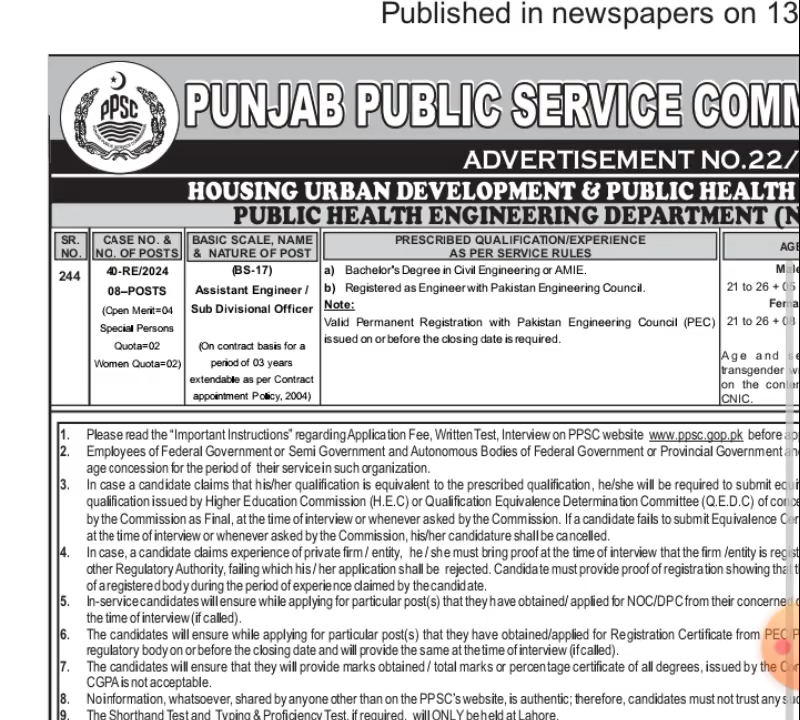 Published in newspapers on 13
PPSC
PUNJAB PUBLIC SERVICE COMM
ADVERTISEMENT NO.22/
HOUSING URBAN DEVELOPMENT & PUBLIC HEALTH
PUBLIC HEALTH ENGINEERING DEPARTMENT (N
SR. NO.
CASE NO. & NO. OF POSTS
BASIC SCALE, NAME & NATURE OF POST
PRESCRIBED QUALIFICATION/EXPERIENCE AS PER SERVICE RULES
AGE
244
40-RE/2024
08–POSTS
(Open Merit=04
Special Persons
Quota=02
Women Quota=02)
(BS-17)
Assistant Engineer /
Sub Divisional Officer
(On contract basis for a
period of 03 years
extendable as per Contract
appointment Policy, 2004)
a) Bachelor's Degree in Civil Engineering or AMIE.
b) Registered as Engineer with Pakistan Engineering Council.
Note:
Valid Permanent Registration with Pakistan Engineering Council (PEC)
issued on or before the closing date is required.
Male
21 to 26 + 05
Fema
21 to 26 + 08
Age and se
transgender w
on the conte
CNIC.
1. Please read the "Important Instructions" regarding Application Fee, Written Test, Interview on PPSC website www.ppsc.gop.pk before ap
2. Employees of Federal Government or Semi Government and Autonomous Bodies of Federal Government or Provincial Government an
age concession for the period of their service in such organization.
3. In case a candidate claims that his/her qualification is equivalent to the prescribed qualification, he/she will be required to submit equi
qualification issued by Higher Education Commission (H.E.C) or Qualification Equivalence Determination Committee (Q.E.D.C) of conce
by the Commission as Final, at the time of interview or whenever asked by the Commission. If a candidate fails to submit Equivalence Cer
at the time of interview or whenever asked by the Commission, his/her candidature shall be cancelled.
4. In case, a candidate claims experience of private firm / entity, he / she must bring proof at the time of interview that the firm /entity is regist
other Regulatory Authority, failing which his / her application shall be rejected. Candidate must provide proof of registration showing that t
of a registered body during the period of experience claimed by the candidate.
5. In-service candidates will ensure while applying for particular post(s) that they have obtained/ applied for NOC/DPC from their concerned
the time of interview (if called).
6. The candidates will ensure while applying for particular post(s) that they have obtained/applied for Registration Certificate from PEC P
regulatory body on or before the closing date and will provide the same at the time of interview (if called).
7. The candidates will ensure that they will provide marks obtained / total marks or percentage certificate of all degrees, issued by the Con
CGPA is not acceptable.
8. No information, whatsoever, shared by anyone other than on the PPSC's website, is authentic; therefore, candidates must not trust any suc
9. The Shorthand Test and Typing & Proficiency Test, if required, will ONLY be held at Lahore.